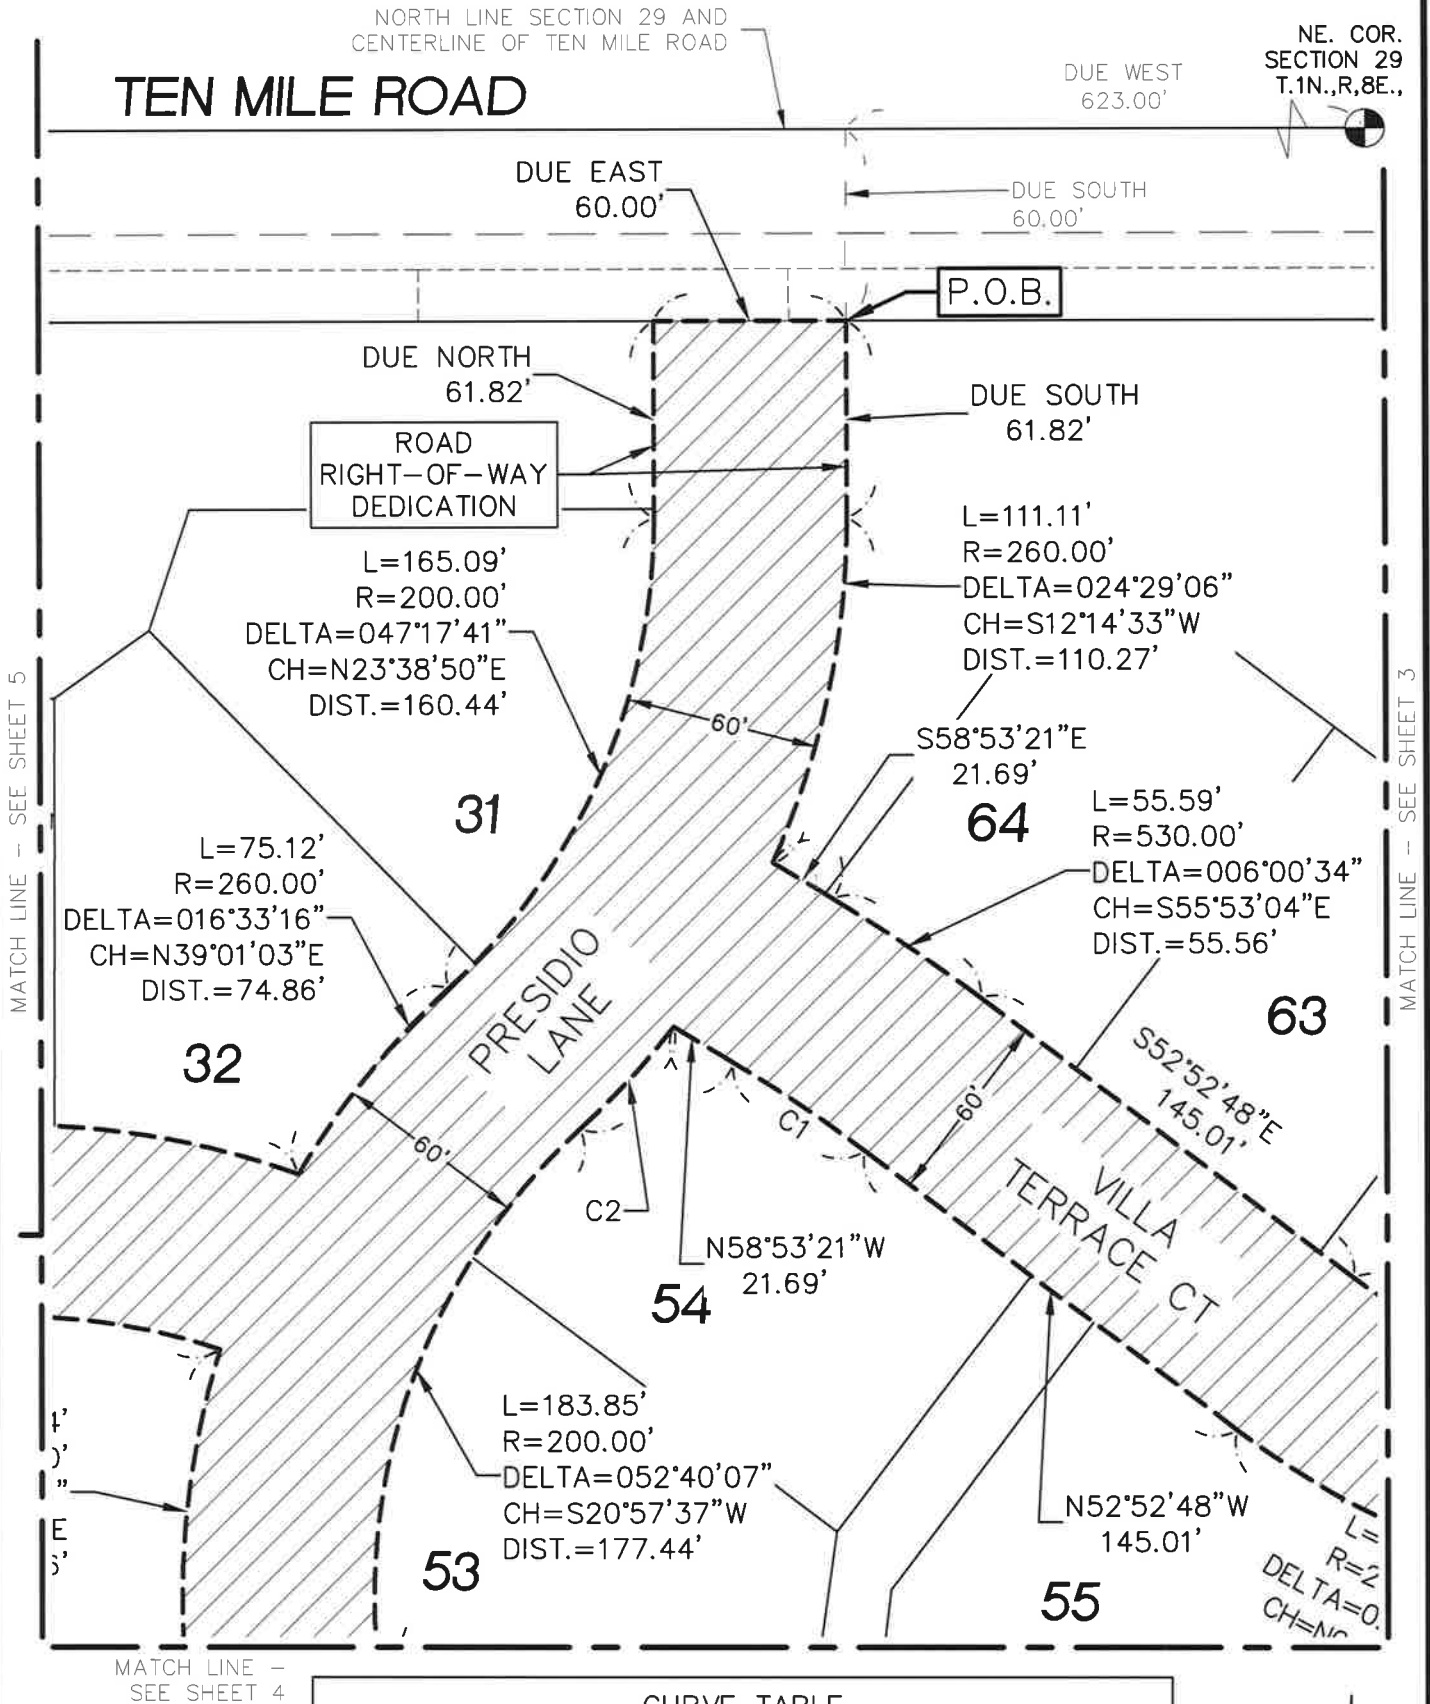 NORTH LINE SECTION 29 AND
CENTERLINE OF TEN MILE ROAD
NE. COR.
SECTION 29
T.1N.,R,8E.,
DUE WEST
623.00'
TEN MILE ROAD
DUE EAST
60.00'
DUE SOUTH
60.00'
P.O.B.
DUE NORTH
61.82'
DUE SOUTH
61.82'
ROAD
RIGHT-OF-WAY
DEDICATION
L=111.11'
R=260.00'
DELTA=024°29'06"
CH=S12°14'33"W
DIST.=110.27'
L=165.09'
R=200.00'
DELTA=047°17'41"
CH=N23°38'50"E
DIST.=160.44'
MATCH LINE - SEE SHEET 5
MATCH LINE -- SEE SHEET 3
60'
S58°53'21"E
21.69'
31
64
L=55.59'
R=530.00'
DELTA=006°00'34"
CH=S55°53'04"E
DIST.=55.56'
L=75.12'
R=260.00'
DELTA=016°33'16"
CH=N39°01'03"E
DIST.=74.86'
PRESIDIO
LANE
63
32
S52°52'48"E
145.01'
60'
C1
60'
VILLA
TERRACE CT
C2
N58°53'21"W
21.69'
54
L=183.85'
R=200.00'
DELTA=052°40'07"
CH=S20°57'37"W
DIST.=177.44'
4'
0'
"
E
6'
53
N52°52'48"W
145.01'
55
L=
R=2
DELTA=0.
CH=N
MATCH LINE -
SEE SHEET 4
CURVE TABLE